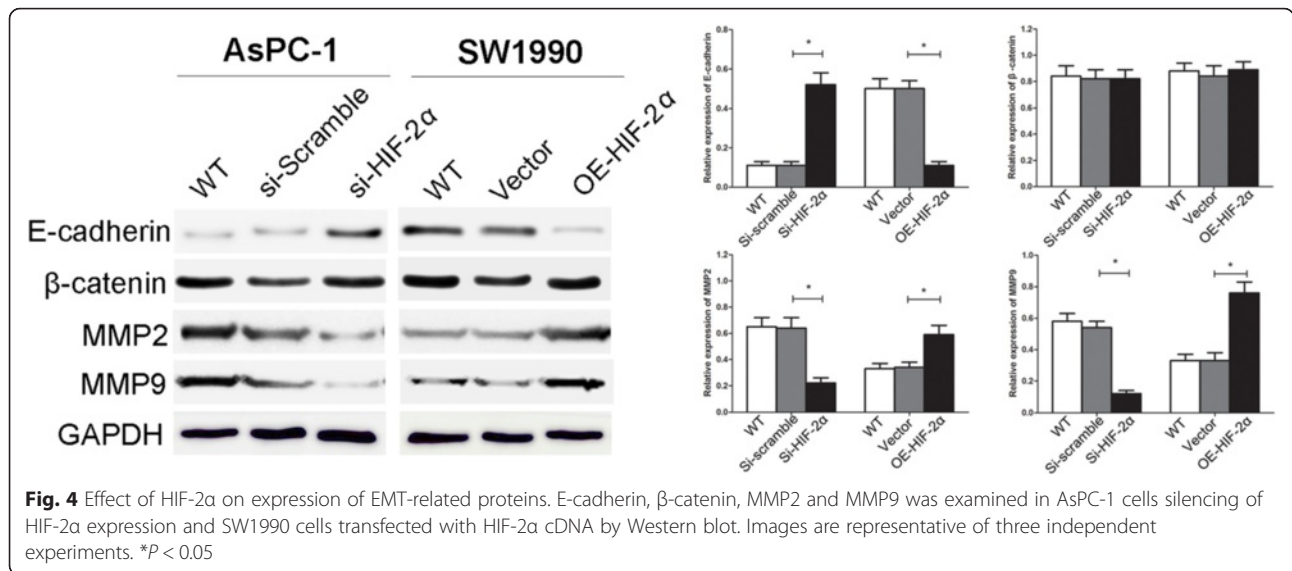 AsPC-1 SW1990
WT si-Scramble si-HIF-2α WT Vector OE-HIF-2α
E-cadherin
β-catenin
MMP2
MMP9
GAPDH
Relative expression of E-cadherin
0.8
0.6
0.4
0.2
0.0
* *
WT Si-scramble Si-HIF-2α WT Vector OE-HIF-2α
Relative expression of β -catenin
1.2
1.0
0.8
0.6
0.4
0.2
0.0
WT Si-scramble Si-HIF-2α WT Vector OE-HIF-2α
Relative expression of MMP2
1.0
0.8
0.6
0.4
0.2
0.0
* *
WT Si-scramble Si-HIF-2α WT Vector OE-HIF-2α
Relative expression of MMP9
1.0
0.8
0.6
0.4
0.2
0.0
* *
WT Si-scramble Si-HIF-2α WT Vector OE-HIF-2α
Fig. 4 Effect of HIF-2α on expression of EMT-related proteins. E-cadherin, β-catenin, MMP2 and MMP9 was examined in AsPC-1 cells silencing of
HIF-2α expression and SW1990 cells transfected with HIF-2α cDNA by Western blot. Images are representative of three independent
experiments. *P < 0.05